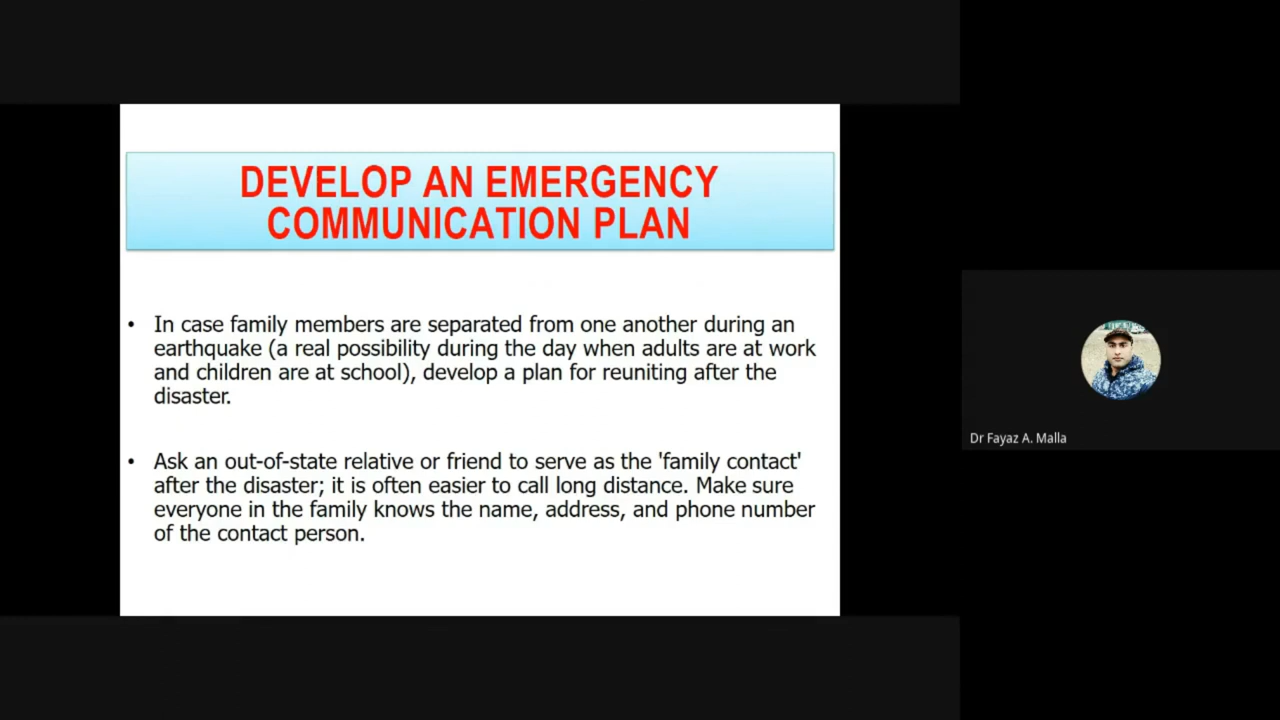 DEVELOP AN EMERGENCY
COMMUNICATION PLAN
• In case family members are separated from one another during an
earthquake (a real possibility during the day when adults are at work
and children are at school), develop a plan for reuniting after the
disaster.
• Ask an out-of-state relative or friend to serve as the 'family contact'
after the disaster; it is often easier to call long distance. Make sure
everyone in the family knows the name, address, and phone number
of the contact person.
Dr Fayaz A. Malla